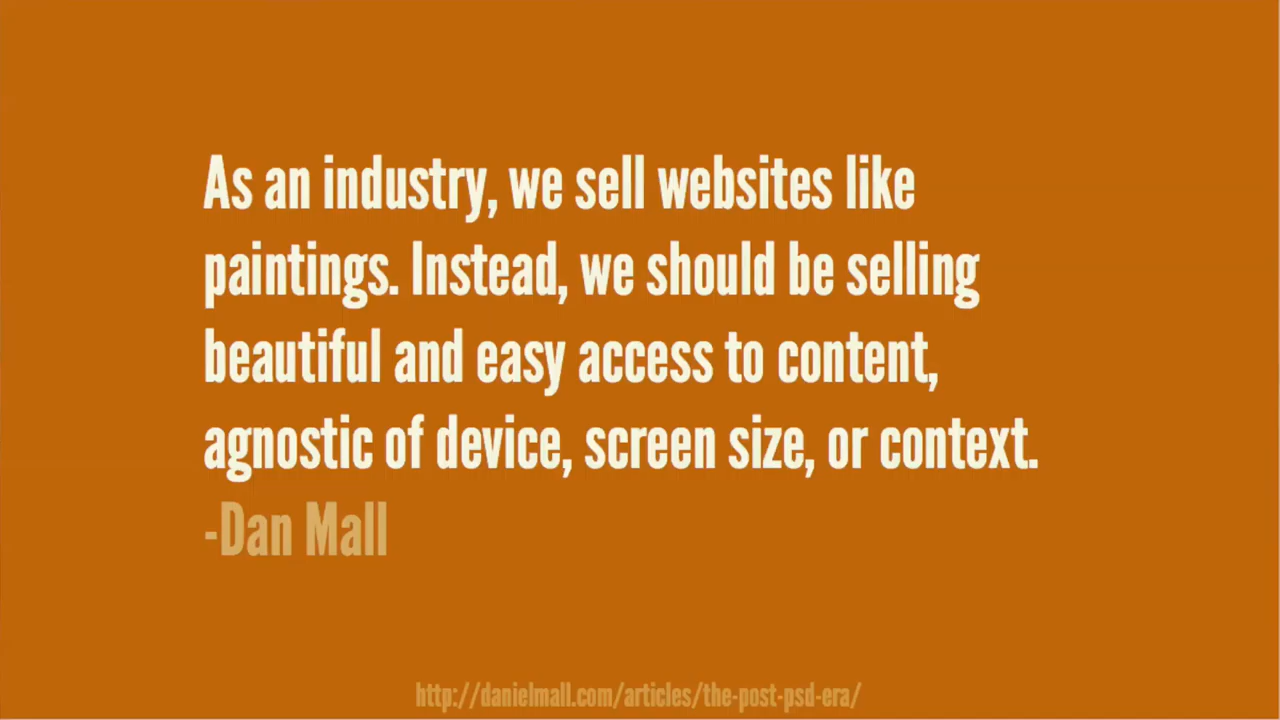 As an industry, we sell websites like
paintings. Instead, we should be selling
beautiful and easy access to content,
agnostic of device, screen size, or context.
-Dan Mall
http://danielmall.com/articles/the-post-psd-era/